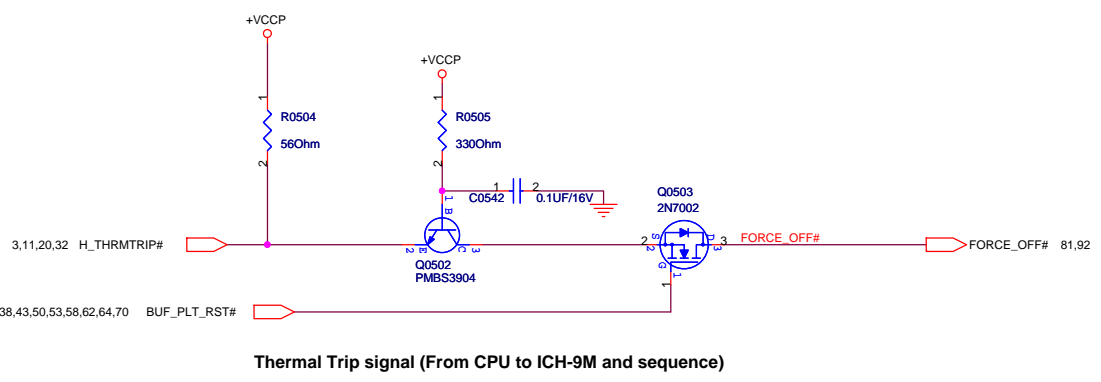 +VCCP
+VCCP
1
R0504
56Ohm
2
1
R0505
330Ohm
2
1 C0542 2 0.1UF/16V
1
B
2 E C 3
Q0502
PMBS3904
Q0503
2N7002
2 2 S D 3 3
G
1
1
FORCE_OFF#
3,11,20,32 H_THRMTRIP#
FORCE_OFF# 81,92
38,43,50,53,58,62,64,70 BUF_PLT_RST#
Thermal Trip signal (From CPU to ICH-9M and sequence)